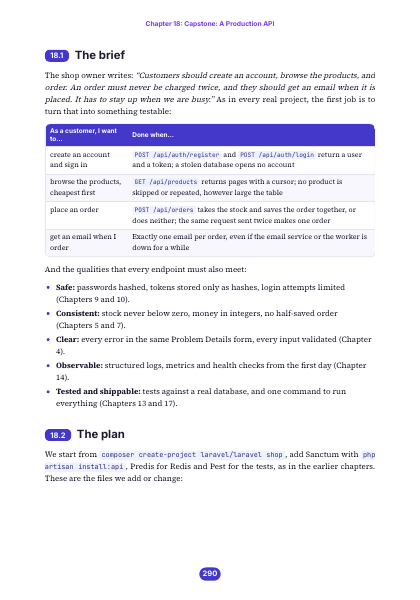 Chapter 18: Capstone: A Production API
18.1 The brief
The shop owner writes: “Customers should create an account, browse the products, and
order. An order must never be charged twice, and they should get an email when it is
placed. It has to stay up when we are busy.” As in every real project, the first job is to
turn that into something testable:
As a customer, I want Done when…
to…
create an account POST /api/auth/register and POST /api/auth/login return a user
and sign in and a token; a stolen database opens no account
browse the products, GET /api/products returns pages with a cursor; no product is
cheapest first skipped or repeated, however large the table
place an order POST /api/orders takes the stock and saves the order together, or
does neither; the same request sent twice makes one order
get an email when I Exactly one email per order, even if the email service or the worker is
order down for a while
And the qualities that every endpoint must also meet:
• Safe: passwords hashed, tokens stored only as hashes, login attempts limited
(Chapters 9 and 10).
• Consistent: stock never below zero, money in integers, no half-saved order
(Chapters 5 and 7).
• Clear: every error in the same Problem Details form, every input validated (Chapter
4).
• Observable: structured logs, metrics and health checks from the first day (Chapter
14).
• Tested and shippable: tests against a real database, and one command to run
everything (Chapters 13 and 17).
18.2 The plan
We start from composer create-project laravel/laravel shop, add Sanctum with php
artisan install:api, Predis for Redis and Pest for the tests, as in the earlier chapters.
These are the files we add or change:
290